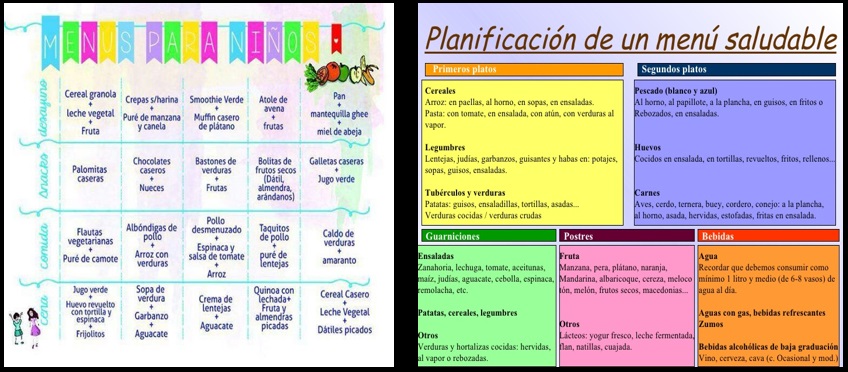 MENÚS PARA NIÑOS
desayuno
Cereal granola
+
leche vegetal
+
Fruta
Crepas s/harina
+
Puré de manzana
y canela
Smoothie Verde
+
Muffin casero
de plátano
Atole de
avena
+
frutas
Pan
+
mantequilla ghee
+
miel de abeja
snacks
Palomitas
caseras
Chocolates
caseros
+
Nueces
Bastones de
verduras
+
Frutas
Bolitas de
frutos secos
(Dátil,
almendra,
arándanos)
Galletas caseras
+
Jugo verde
comida
Flautas
vegetarianas
+
Puré de camote
Albóndigas de
pollo
+
Arroz con
verduras
Pollo
desmenuzado
+
Espinaca y
salsa de tomate
+
Arroz
Taquitos
de pollo
+
puré de
lentejas
Caldo de
verduras
+
amaranto
cena
Jugo verde
+
Huevo revuelto
con tortilla y
espinaca
+
Frijolitos
Sopa de
verdura
+
Garbanzo
+
Aguacate
Crema de
lentejas
+
Aguacate
Quinoa con
lechada+
Fruta y
almendras
picadas
Cereal Casero
+
Leche Vegetal
+
Dátiles picados
Planificación de un menú saludable
Primeros platos
Cereales
Arroz: en paellas, al horno, en sopas, en ensaladas.
Pasta: con tomate, en ensalada, con atún, con verduras al
vapor.
Legumbres
Lentejas, judías, garbanzos, guisantes y habas en: potajes,
sopas, guisos, ensaladas.
Tubérculos y verduras
Patatas: guisos, ensaladillas, tortillas, asadas...
Verduras cocidas / verduras crudas
Segundos platos
Pescado (blanco y azul)
Al horno, al papillote, a la plancha, en guisos, en fritos o
Rebozados, en ensaladas.
Huevos
Cocidos en ensalada, en tortillas, revueltos, fritos, rellenos...
Carnes
Aves, cerdo, ternera, buey, cordero, conejo: a la plancha,
al horno, asada, hervidas, estofadas, fritas en ensalada.
Guarniciones
Ensaladas
Zanahoria, lechuga, tomate, aceitunas,
maíz, judías, aguacate, cebolla, espinaca,
remolacha, etc.
Patatas, cereales, legumbres
Otros
Verduras y hortalizas cocidas: hervidas,
al vapor o rebozadas.
Postres
Fruta
Manzana, pera, plátano, naranja,
Mandarina, albaricoque, cereza, meloco
tón, melón, frutos secos, macedonias...
Otros
Lácteos: yogur fresco, leche fermentada,
flan, natillas, cuajada.
Bebidas
Agua
Recordar que debemos consumir como
mínimo 1 litro y medio (de 6-8 vasos) de
agua al día.
Aguas con gas, bebidas refrescantes
Zumos
Bebidas alcohólicas de baja graduación
Vino, cerveza, cava (c. Ocasional y mod.)